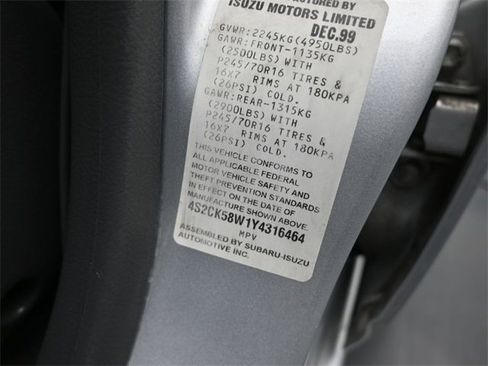 ACTURED BY
ISUZU MOTORS LIMITED
DEC.99
GVWR:2245KG(4950LBS)
GAWR:FRONT-1135KG
(2500LBS) WITH
P245/70R16 TIRES &
16X7 RIMS AT 180KPA
(26PSI) COLD.
GAWR:REAR-1315KG
(2900LBS) WITH
P245/70R16 TIRES &
16X7 RIMS AT 180KPA
(26PSI) COLD.
THIS VEHICLE CONFORMS TO
ALL APPLICABLE FEDERAL
MOTOR VEHICLE SAFETY AND
THEFT PREVENTION STANDARDS
IN EFFECT ON THE DATE OF
MANUFACTURE SHOWN ABOVE.
4S2CK58W1Y4316464
MPV
ASSEMBLED BY SUBARU-ISUZU
AUTOMOTIVE INC.